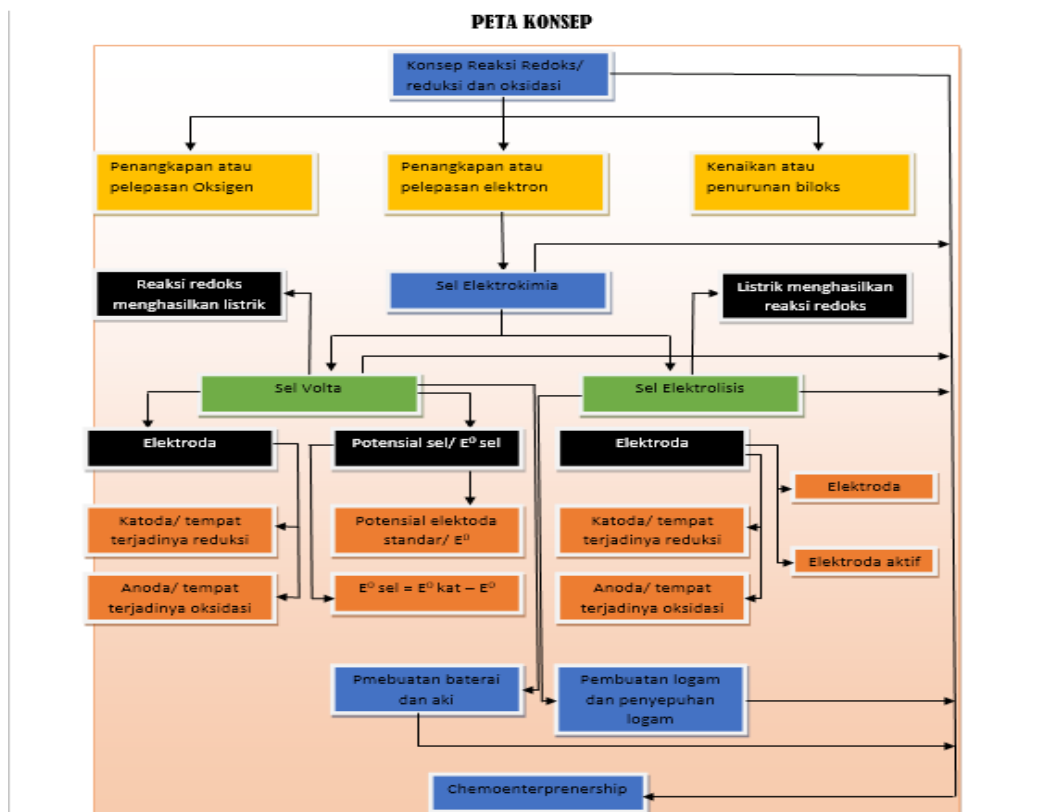 PETA KONSEP
Konsep Reaksi Redoks/
reduksi dan oksidasi
Penangkapan atau
pelepasan Oksigen
Penangkapan atau
pelepasan elektron
Kenaikan atau
penurunan biloks
Reaksi redoks
menghasilkan listrik
Sel Elektrokimia
Listrik menghasilkan
reaksi redoks
Sel Volta
Sel Elektrolisis
Elektroda
Potensial sel/ E⁰ sel
Elektroda
Elektroda
Katoda/ tempat
terjadinya reduksi
Potensial elektoda
standar/ E⁰
Katoda/ tempat
terjadinya reduksi
Elektroda aktif
Anoda/ tempat
terjadinya oksidasi
E⁰ sel = E⁰ kat – E⁰
Anoda/ tempat
terjadinya oksidasi
Pmebuatan baterai
dan aki
Pembuatan logam
dan penyepuhan
logam
Chemoenterprenership